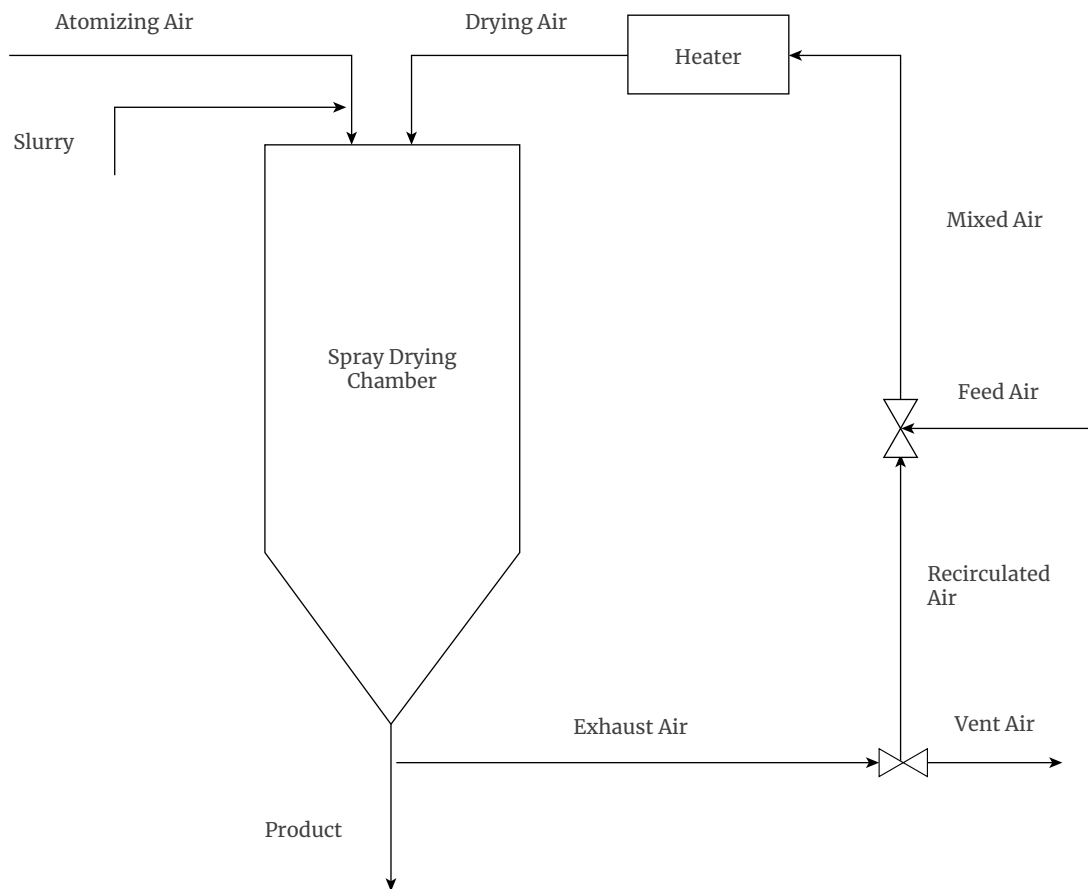 Atomizing Air
Drying Air
Heater
Slurry
Mixed Air
Spray Drying
Chamber
Feed Air
Recirculated
Air
Exhaust Air
Vent Air
Product